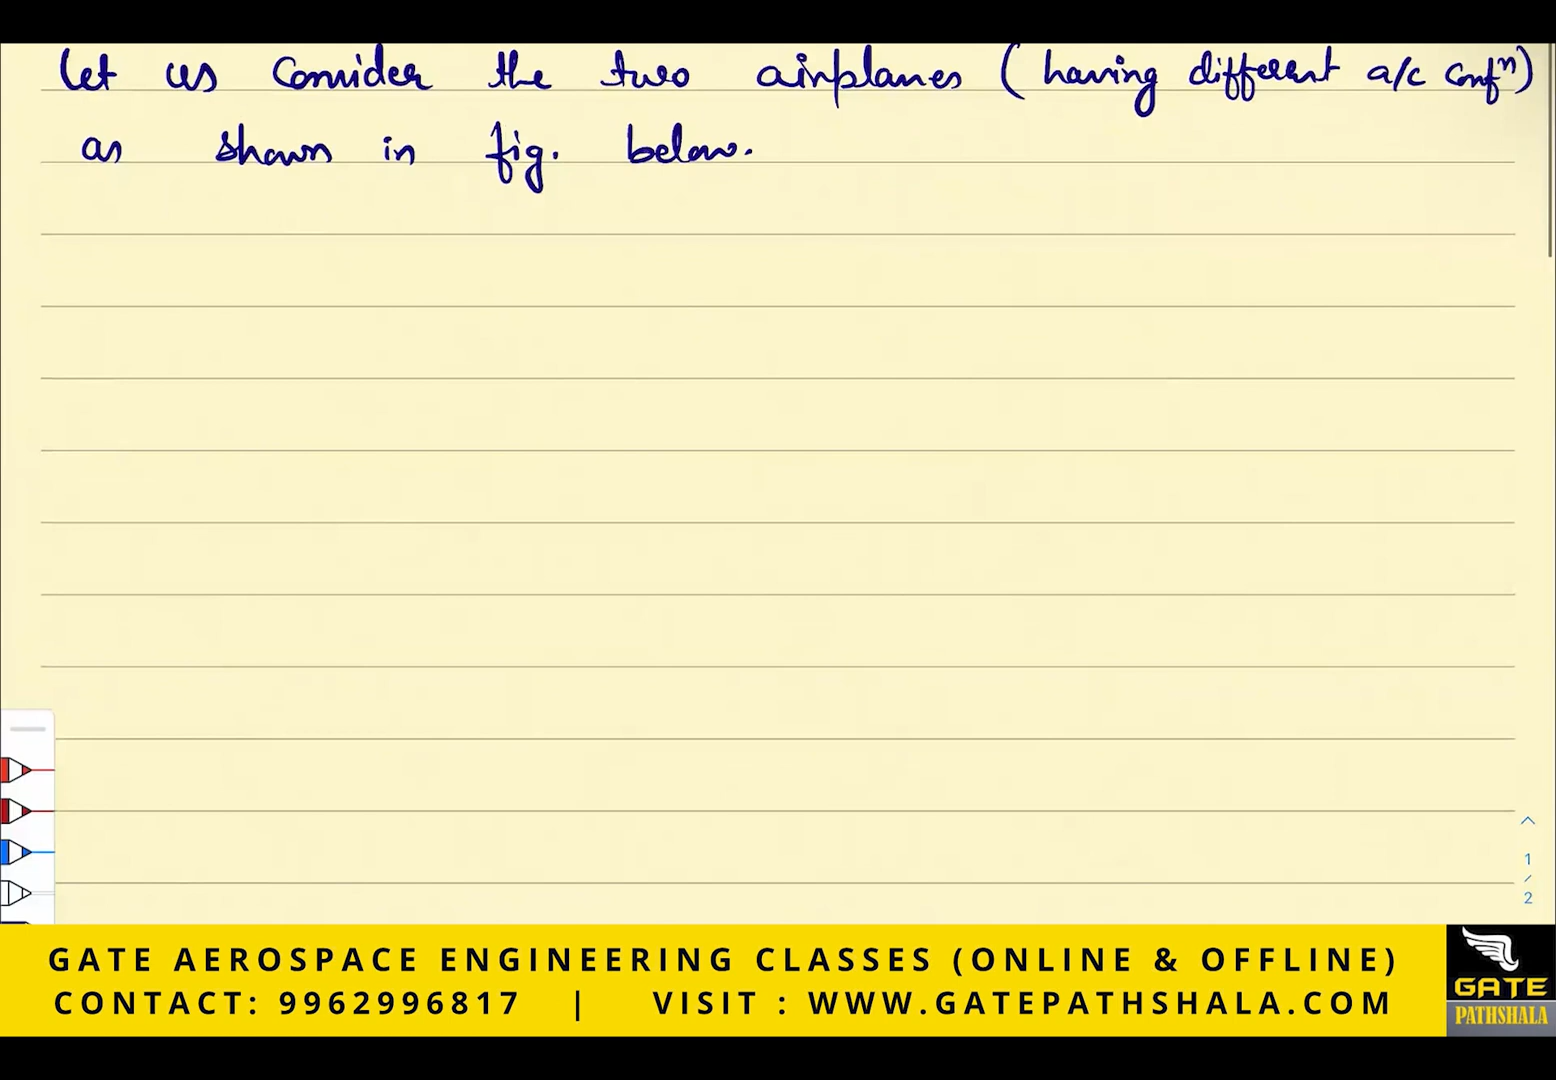 Let us Consider the two airplanes (having different a/c confⁿ)
as shown in fig. below.
1
/
2
GATE AEROSPACE ENGINEERING CLASSES (ONLINE & OFFLINE)
CONTACT: 9962996817 | VISIT : WWW.GATEPATHSHALA.COM
GATE
PATHSHALA